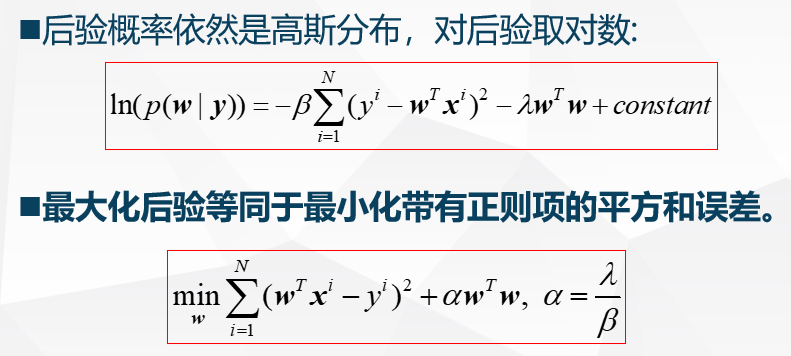 ■后验概率依然是高斯分布，对后验取对数:
$\ln(p(\boldsymbol{w}\mid\boldsymbol{y})) = -\beta\sum_{i=1}^{N}(y^i - \boldsymbol{w}^T\boldsymbol{x}^i)^2 - \lambda\boldsymbol{w}^T\boldsymbol{w} + constant$
■最大化后验等同于最小化带有正则项的平方和误差。
$\min_{\boldsymbol{w}}\sum_{i=1}^{N}(\boldsymbol{w}^T\boldsymbol{x}^i - y^i)^2 + \alpha\boldsymbol{w}^T\boldsymbol{w},\ \alpha = \frac{\lambda}{\beta}$